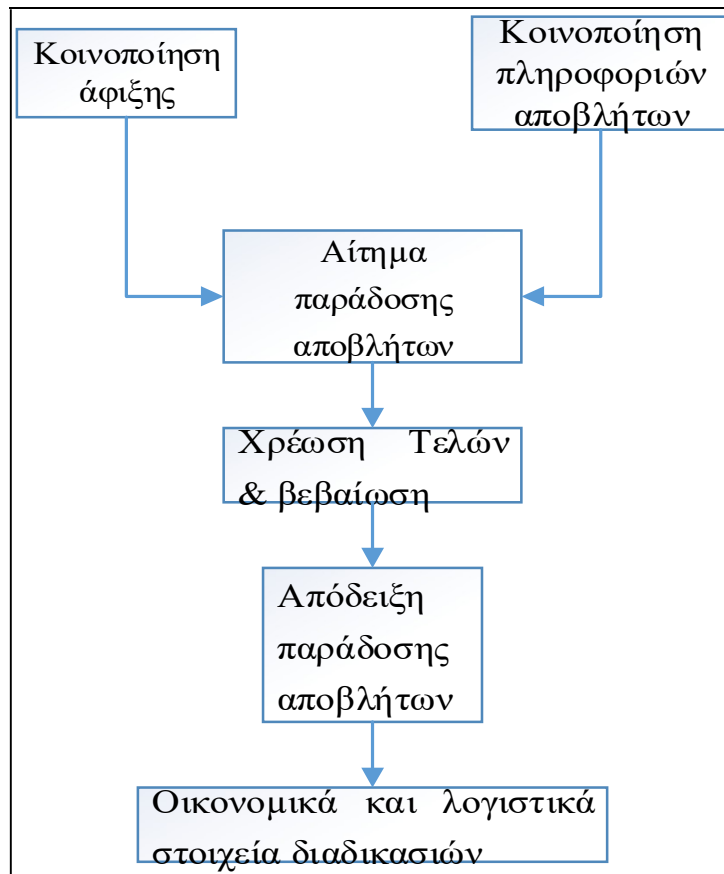 Κοινοποίηση
άφιξης
Κοινοποίηση
πληροφοριών
αποβλήτων
Αίτημα
παράδοσης
αποβλήτων
Χρέωση Τελών
& βεβαίωση
Απόδειξη
παράδοσης
αποβλήτων
Οικονομικά και λογιστικά
στοιχεία διαδικασιών